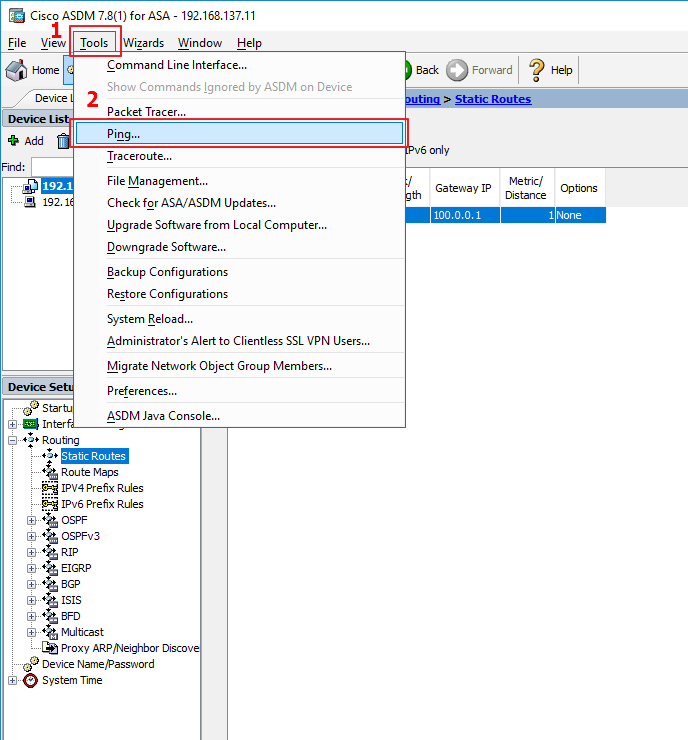 Cisco ASDM 7.8(1) for ASA - 192.168.137.11
1
File View Tools Wizards Window Help
Home Back Forward Help
Command Line Interface...
Show Commands Ignored by ASDM on Device
2
Packet Tracer...
Ping...
Traceroute...
File Management...
Check for ASA/ASDM Updates...
Upgrade Software from Local Computer...
Downgrade Software...
Backup Configurations
Restore Configurations
System Reload...
Administrator's Alert to Clientless SSL VPN Users...
Migrate Network Object Group Members...
Preferences...
ASDM Java Console...
Device L
Device List
Add
Find:
192.1
192.16
outing > Static Routes
IPv6 only
Gateway IP Metric/ Distance Options
100.0.0.1 1 None
Device Setu
Startu
Interfa
Routing
Static Routes
Route Maps
IPV4 Prefix Rules
IPv6 Prefix Rules
OSPF
OSPFv3
RIP
EIGRP
BGP
ISIS
BFD
Multicast
Proxy ARP/Neighbor Discove
Device Name/Password
System Time